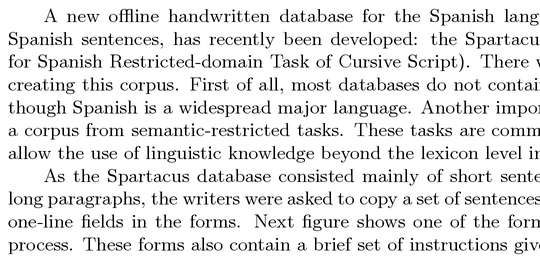 A new offline handwritten database for the Spanish lang
Spanish sentences, has recently been developed: the Spartacu
for Spanish Restricted-domain Task of Cursive Script). There
creating this corpus. First of all, most databases do not contai
though Spanish is a widespread major language. Another impor
a corpus from semantic-restricted tasks. These tasks are comm
allow the use of linguistic knowledge beyond the lexicon level in
As the Spartacus database consisted mainly of short sente
long paragraphs, the writers were asked to copy a set of sentences
one-line fields in the forms. Next figure shows one of the form
process. These forms also contain a brief set of instructions give